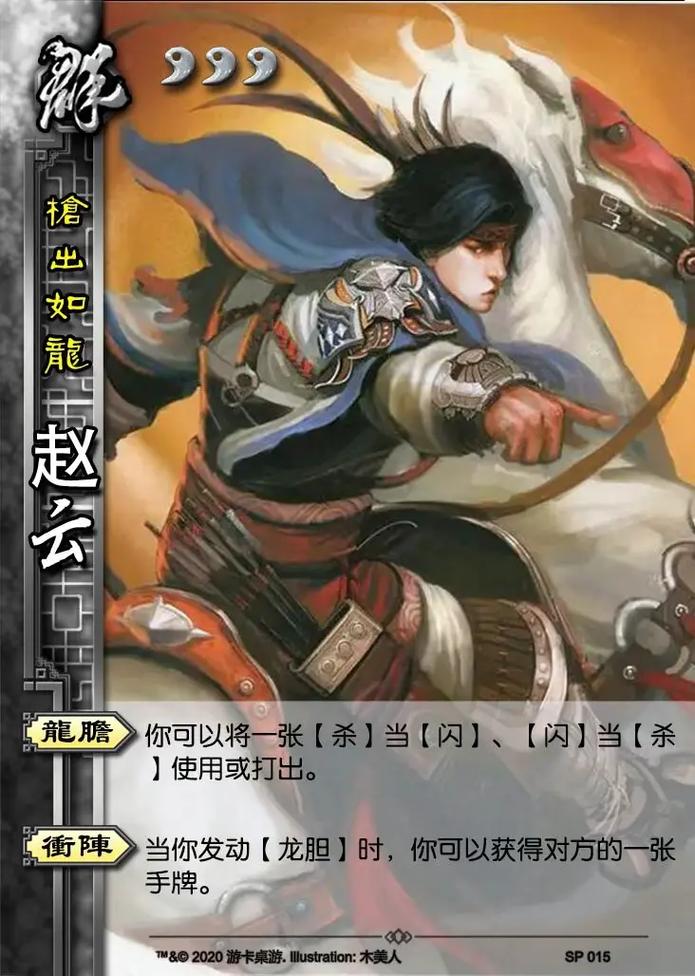 群
槍出如龍
赵云
龍膽
你可以将一张【杀】当【闪】、【闪】当【杀
】使用或打出。
衝陣
当你发动【龙胆】时，你可以获得对方的一张
手牌。
™&© 2020 游卡桌游. Illustration: 木美人
SP 015